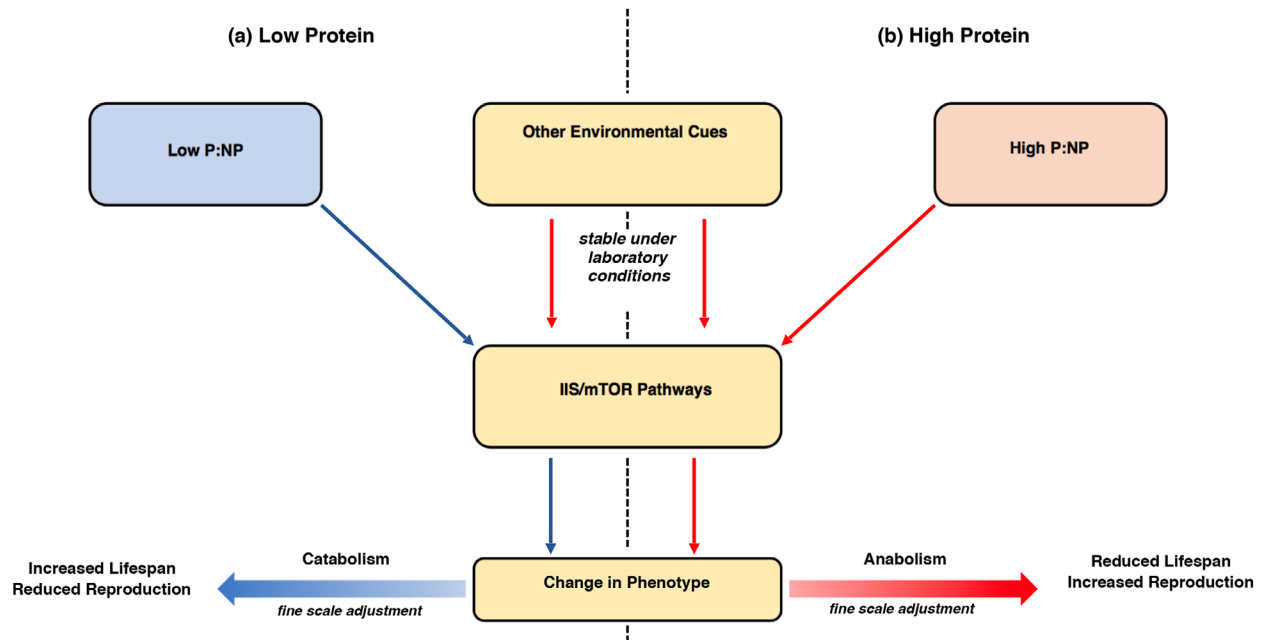 (a) Low Protein
(b) High Protein
Low P:NP
Other Environmental Cues
High P:NP
stable under
laboratory
conditions
IIS/mTOR Pathways
Increased Lifespan
Reduced Reproduction
Catabolism
fine scale adjustment
Change in Phenotype
Anabolism
fine scale adjustment
Reduced Lifespan
Increased Reproduction